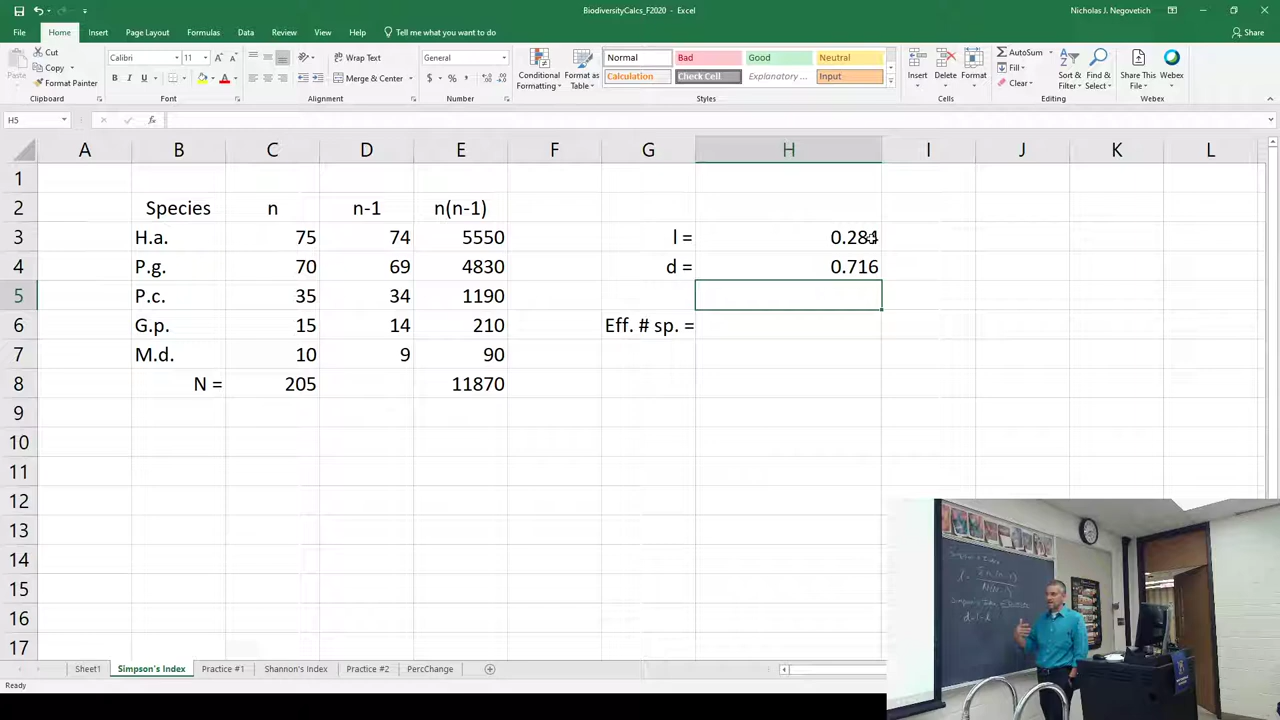 BiodiversityCalcs_F2020 - Excel
Nicholas J. Negovetich
File Home Insert Page Layout Formulas Data Review View Help Tell me what you want to do Share
Paste Cut Copy Format Painter Clipboard
Calibri 11 B I U A A Font
Wrap Text Merge & Center Alignment
General $ % Number
Conditional Formatting Format as Table
Normal Bad Good Neutral
Calculation Check Cell Explanatory ... Input
Styles
Insert Delete Format Cells
AutoSum Fill Clear Sort & Filter Find & Select Editing
Share This File Webex Webex
H5 fx
A B C D E F G H I J K L
1
2 Species n n-1 n(n-1)
3 H.a. 75 74 5550 l = 0.284
4 P.g. 70 69 4830 d = 0.716
5 P.c. 35 34 1190
6 G.p. 15 14 210 Eff. # sp. =
7 M.d. 10 9 90
8 N = 205 11870
9
10
11
12
13
14
15
16
17
Simpson's Index
Sheet1 Simpson's Index Practice #1 Shannon's Index Practice #2 PercChange
Ready